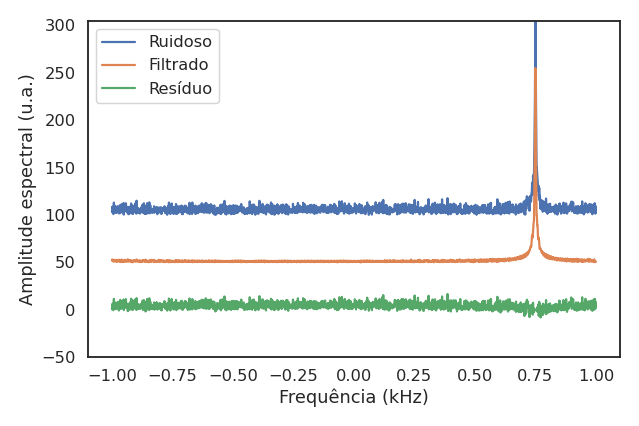 Ruidoso
Filtrado
Resíduo
300
250
200
150
100
50
0
−50
Amplitude espectral (u.a.)
−1.00 −0.75 −0.50 −0.25 0.00 0.25 0.50 0.75 1.00
Frequência (kHz)